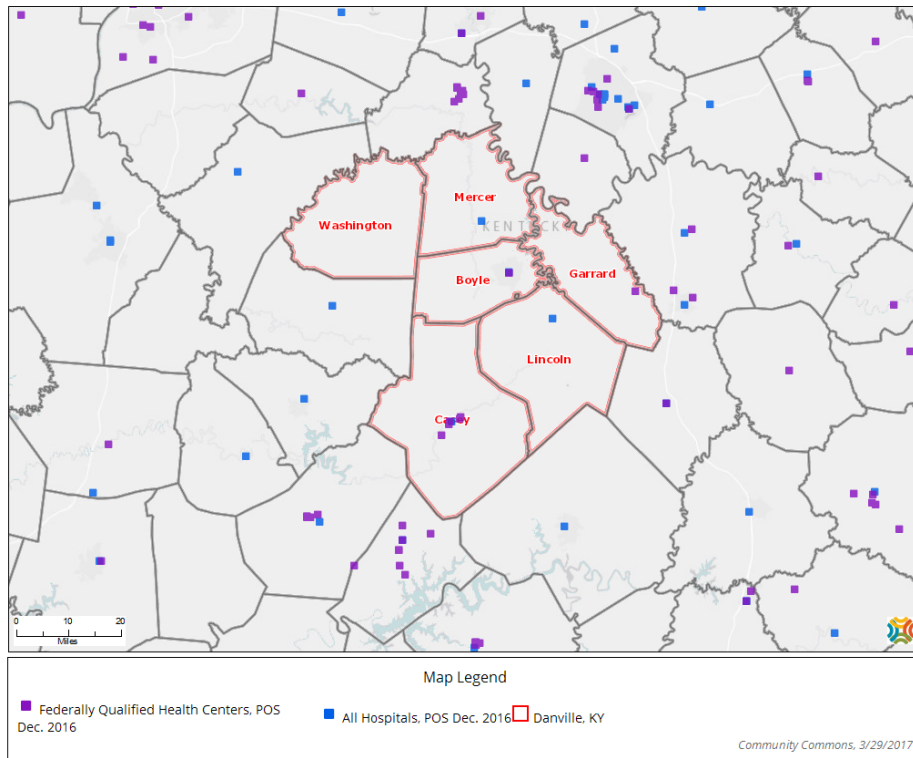 Mercer
Washington
KENTUCKY
Boyle
Garrard
Lincoln
Casey
0 10 20
Miles
Map Legend
Federally Qualified Health Centers, POS
Dec. 2016
All Hospitals, POS Dec. 2016
Danville, KY
Community Commons, 3/29/2017